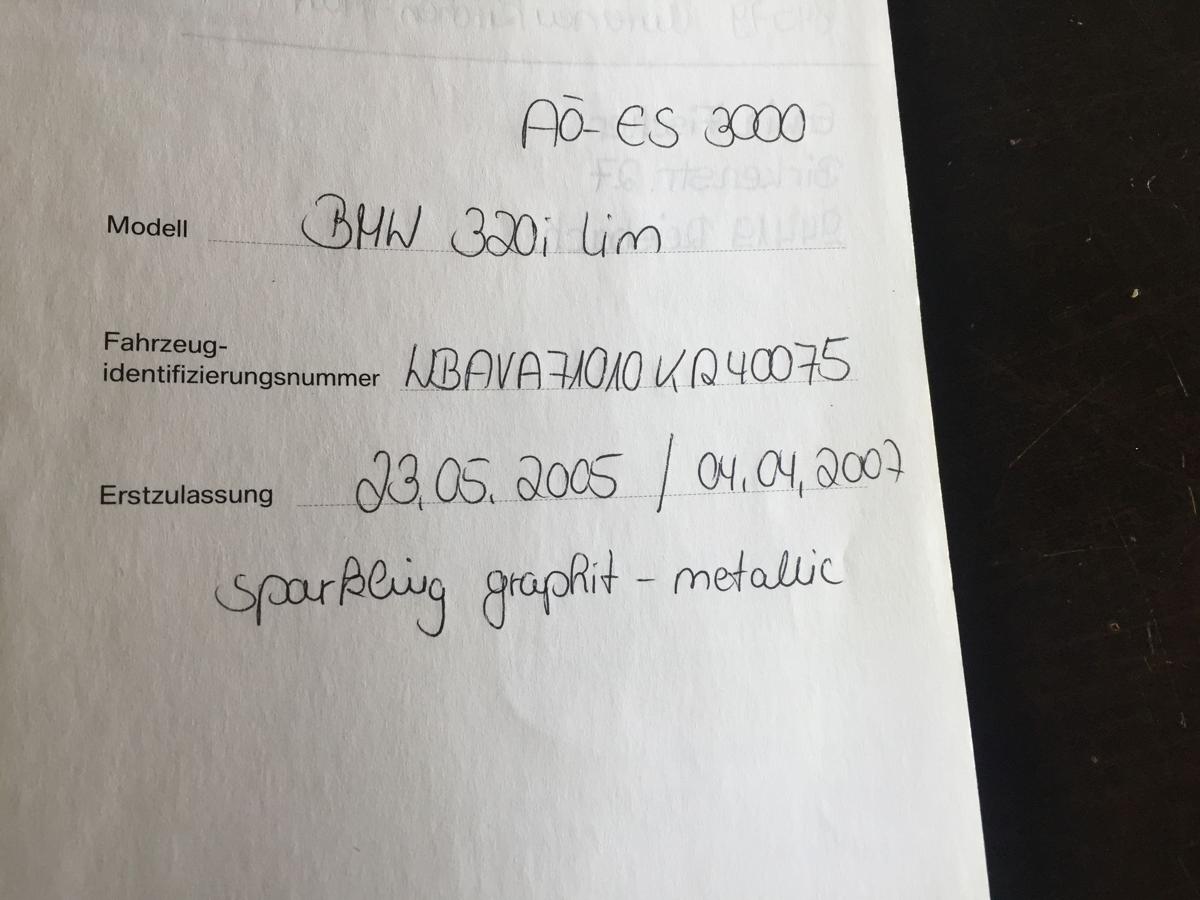 AÖ-ES 3000
Modell BMW 320i Lim
Fahrzeug-
identifizierungsnummer WBAVA71010KR40075
Erstzulassung 23.05.2005 / 04.04.2007
sparkling graphit - metallic